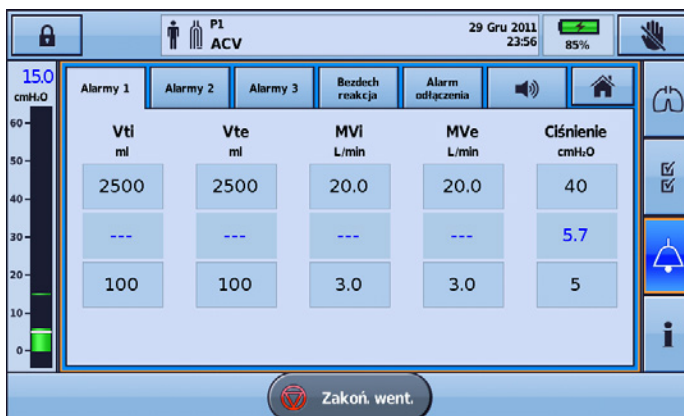 P1
ACV
29 Gru 2011
23:56
85%
15.0
cmH₂O
Alarmy 1
Alarmy 2
Alarmy 3
Bezdech
reakcja
Alarm
odłączenia
Vti Vte MVi MVe Ciśnienie
ml ml L/min L/min cmH₂O
2500 2500 20.0 20.0 40
--- --- --- --- 5.7
100 100 3.0 3.0 5
60
50
40
30
20
10
0
i
Zakoń. went.